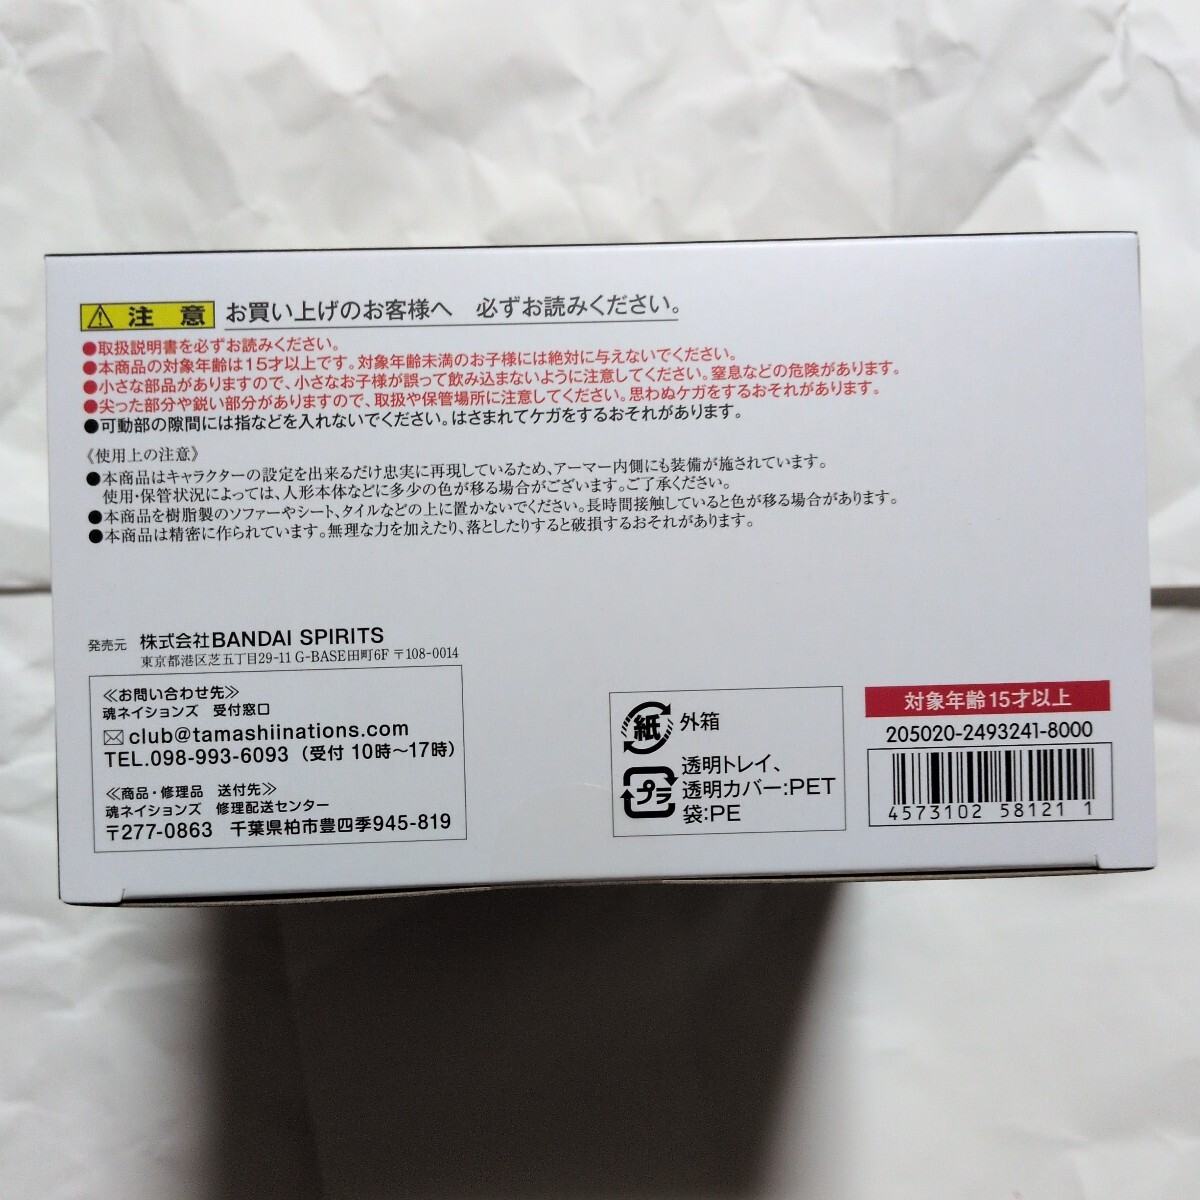 注意 お買い上げのお客様へ 必ずお読みください。
●取扱説明書を必ずお読みください。
●本商品の対象年齢は15才以上です。対象年齢未満のお子様には絶対に与えないでください。
●小さな部品がありますので、小さなお子様が誤って飲み込まないように注意してください。窒息などの危険があります。
●尖った部分や鋭い部分がありますので、取扱や保管場所に注意してください。思わぬケガをするおそれがあります。
●可動部の隙間には指などを入れないでください。はさまれてケガをするおそれがあります。
《使用上の注意》
●本商品はキャラクターの設定を出来るだけ忠実に再現しているため、アーマー内側にも装備が施されています。
使用・保管状況によっては、人形本体などに多少の色が移る場合がございます。ご了承ください。
●本商品を樹脂製のソファーやシート、タイルなどの上に置かないでください。長時間接触していると色が移る場合があります。
●本商品は精密に作られています。無理な力を加えたり、落としたりすると破損するおそれがあります。
発売元 株式会社BANDAI SPIRITS
東京都港区芝五丁目29-11 G-BASE田町6F 〒108-0014
≪お問い合わせ先≫
魂ネイションズ 受付窓口
club@tamashiinations.com
TEL.098-993-6093 (受付 10時〜17時)
≪商品・修理品 送付先≫
魂ネイションズ 修理配送センター
〒277-0863 千葉県柏市豊四季945-819
紙 外箱
プラ 透明トレイ、
透明カバー:PET
袋:PE
対象年齢15才以上
205020-2493241-8000
4573102 58121 1